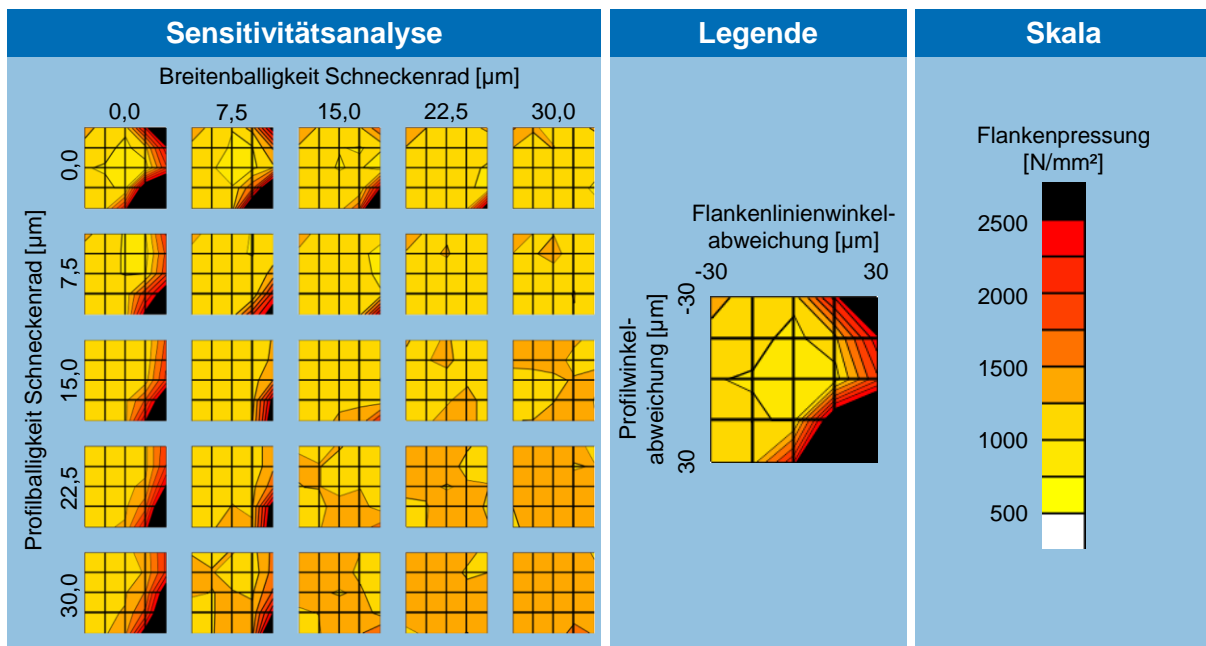 Sensitivitätsanalyse
Breitenballigkeit Schneckenrad [µm]
0,0 7,5 15,0 22,5 30,0
Profilballigkeit Schneckenrad [µm]
0,0
7,5
15,0
22,5
30,0
Legende
Flankenlinienwinkel-
abweichung [µm]
-30 30
Profilwinkel-
abweichung [µm]
-30
30
Skala
Flankenpressung
[N/mm²]
2500
2000
1500
1000
500